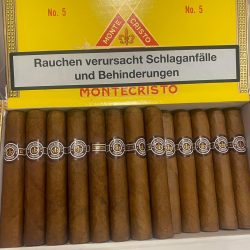 No. 5
No. 5
MONTE
CRISTO
Rauchen verursacht Schlaganfälle
und Behinderungen
MONTECRISTO